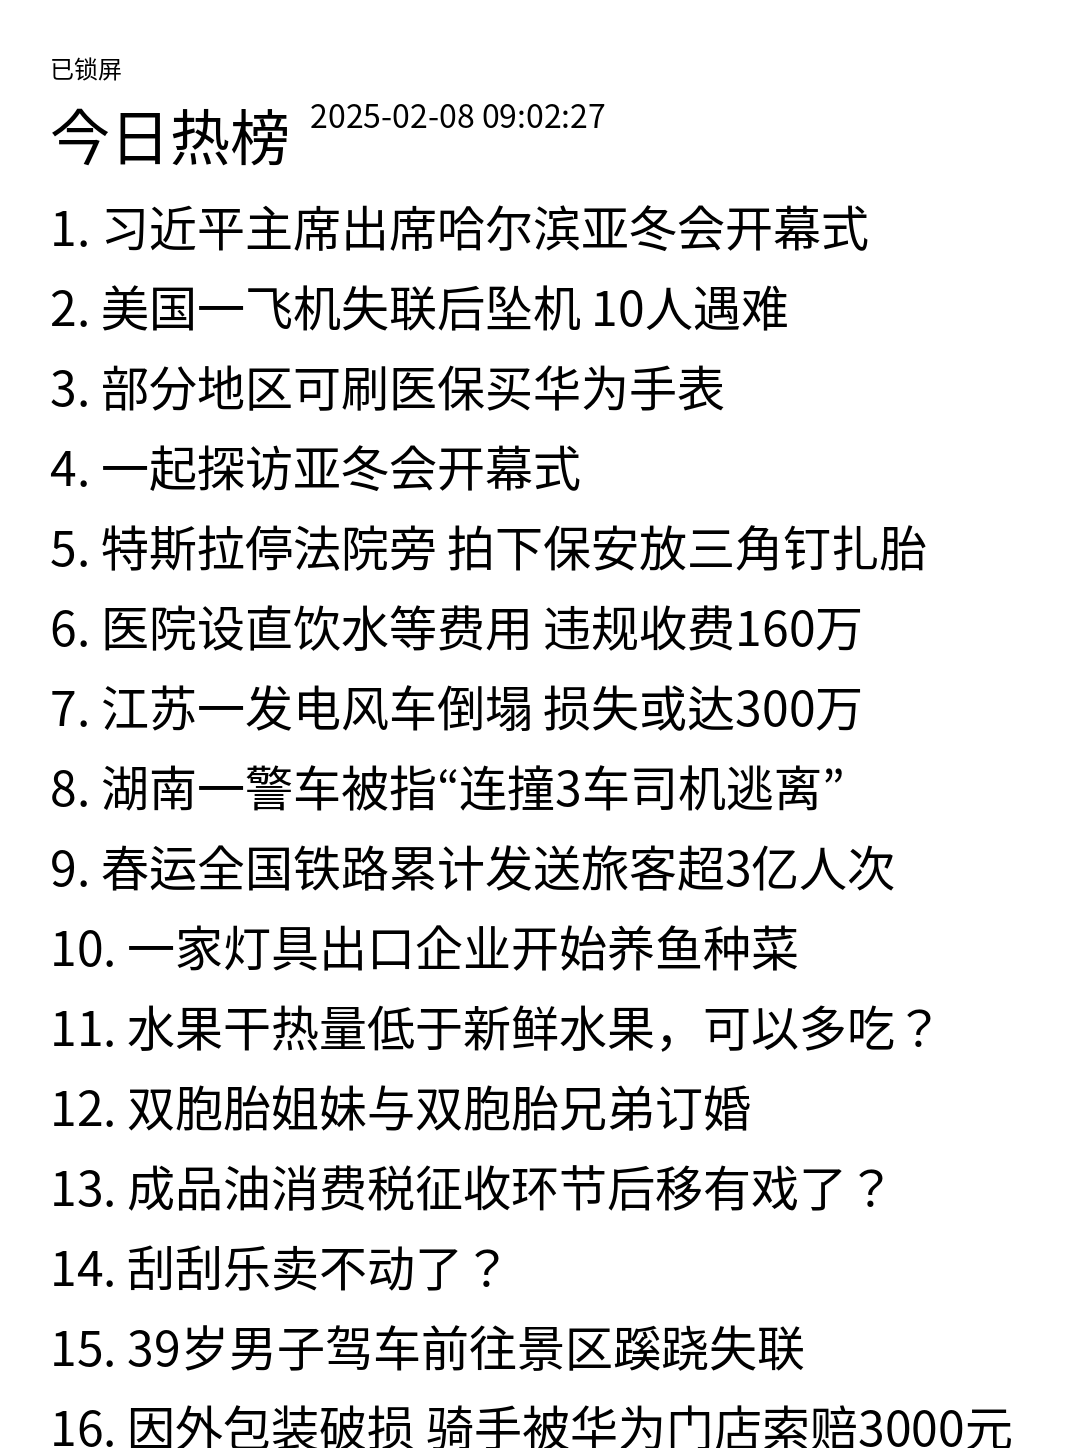 已锁屏
今日热榜 2025-02-08 09:02:27
1. 习近平主席出席哈尔滨亚冬会开幕式
2. 美国一飞机失联后坠机 10人遇难
3. 部分地区可刷医保买华为手表
4. 一起探访亚冬会开幕式
5. 特斯拉停法院旁 拍下保安放三角钉扎胎
6. 医院设直饮水等费用 违规收费160万
7. 江苏一发电风车倒塌 损失或达300万
8. 湖南一警车被指“连撞3车司机逃离”
9. 春运全国铁路累计发送旅客超3亿人次
10. 一家灯具出口企业开始养鱼种菜
11. 水果干热量低于新鲜水果，可以多吃？
12. 双胞胎姐妹与双胞胎兄弟订婚
13. 成品油消费税征收环节后移有戏了？
14. 刮刮乐卖不动了？
15. 39岁男子驾车前往景区蹊跷失联
16. 因外包装破损 骑手被华为门店索赔3000元